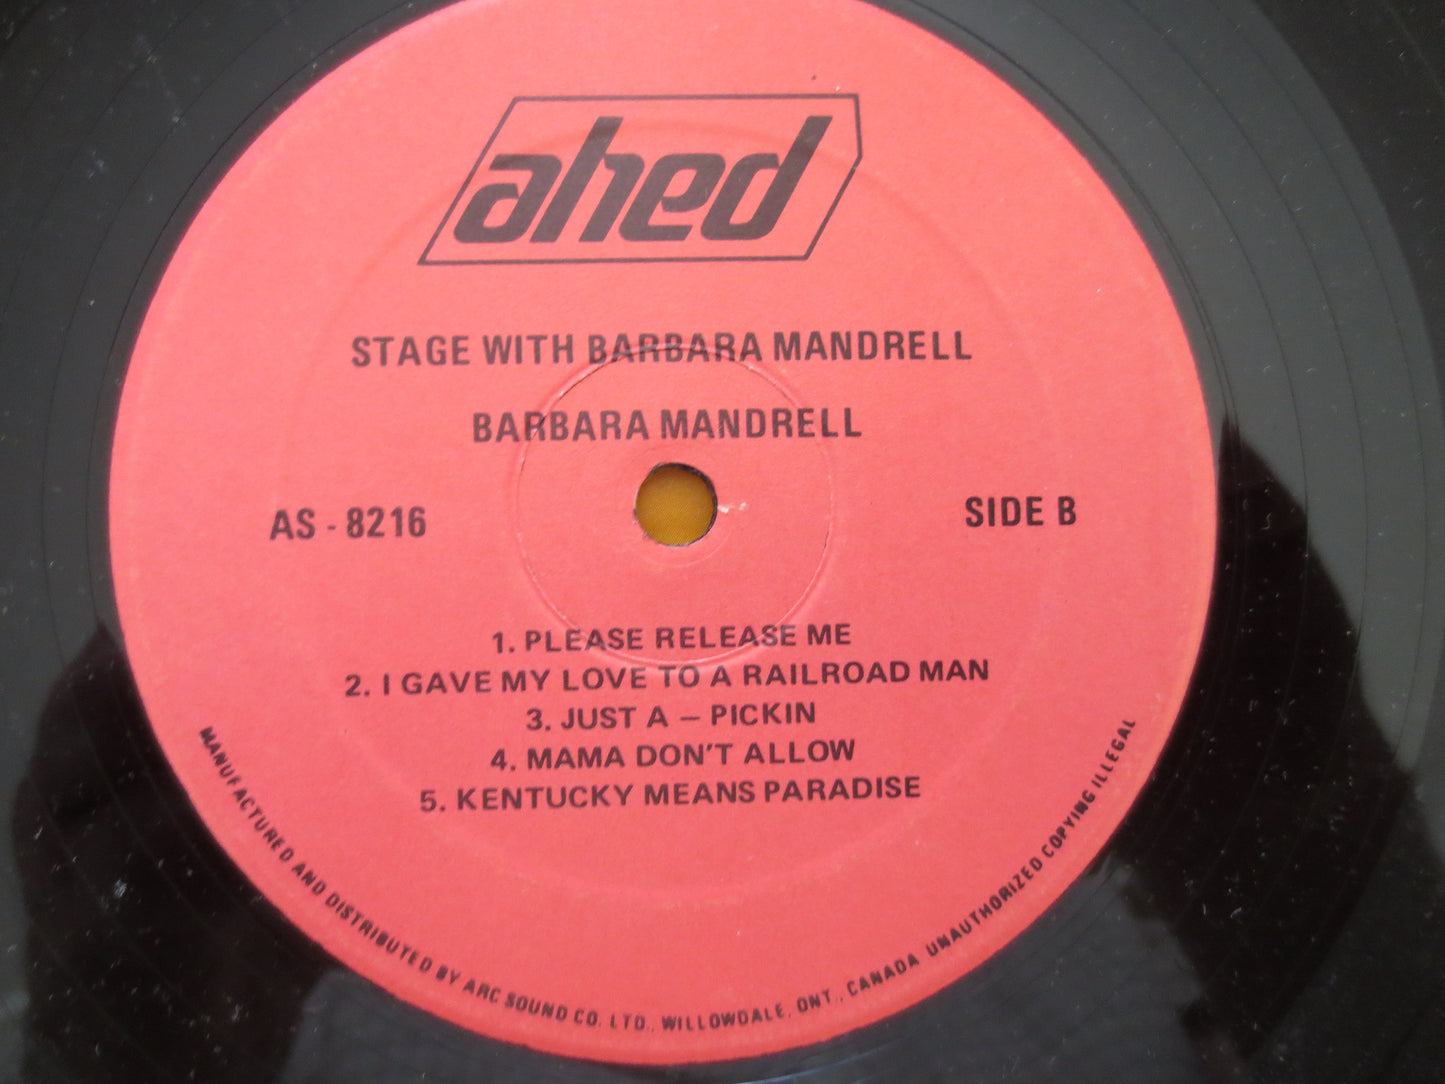 ahed
STAGE WITH BARBARA MANDRELL
BARBARA MANDRELL
AS - 8216
SIDE B
1. PLEASE RELEASE ME
2. I GAVE MY LOVE TO A RAILROAD MAN
3. JUST A – PICKIN
4. MAMA DON'T ALLOW
5. KENTUCKY MEANS PARADISE
MANUFACTURED AND DISTRIBUTED BY ARC SOUND CO. LTD., WILLOWDALE, ONT., CANADA UNAUTHORIZED COPYING ILLEGAL